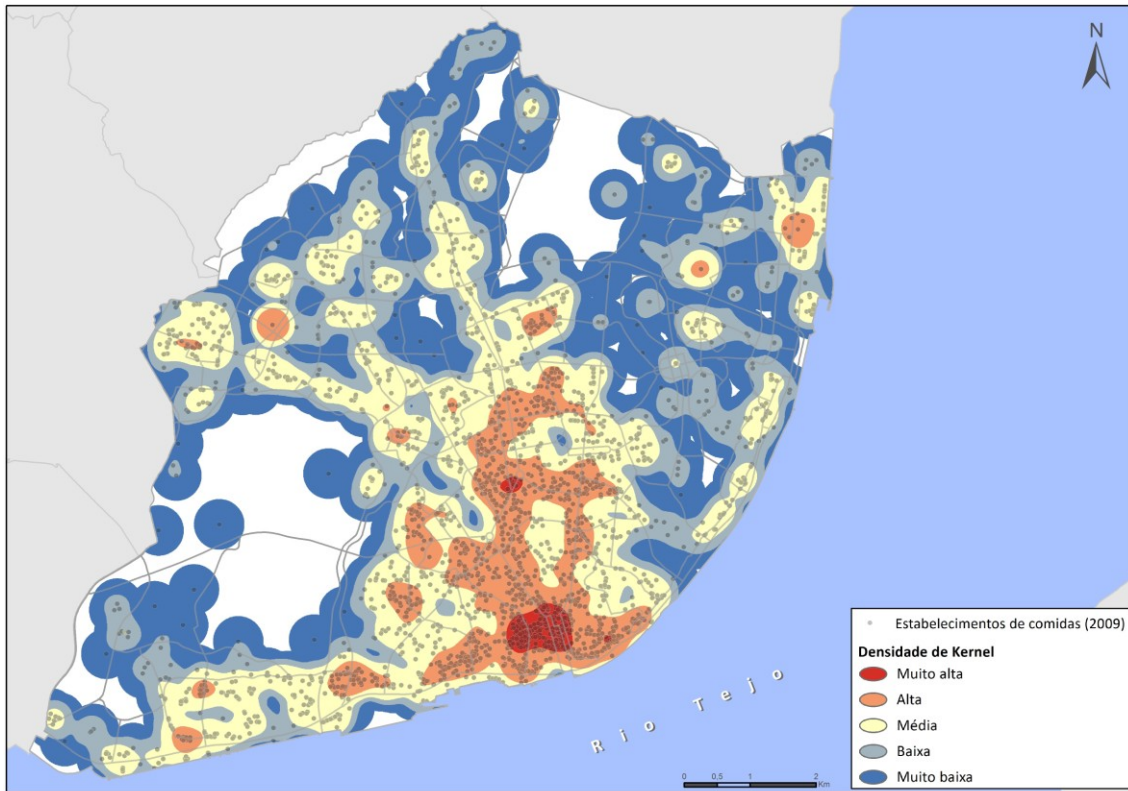 N
Rio Tejo
0 0,5 1 2
Km
Estabelecimentos de comidas (2009)
Densidade de Kernel
Muito alta
Alta
Média
Baixa
Muito baixa